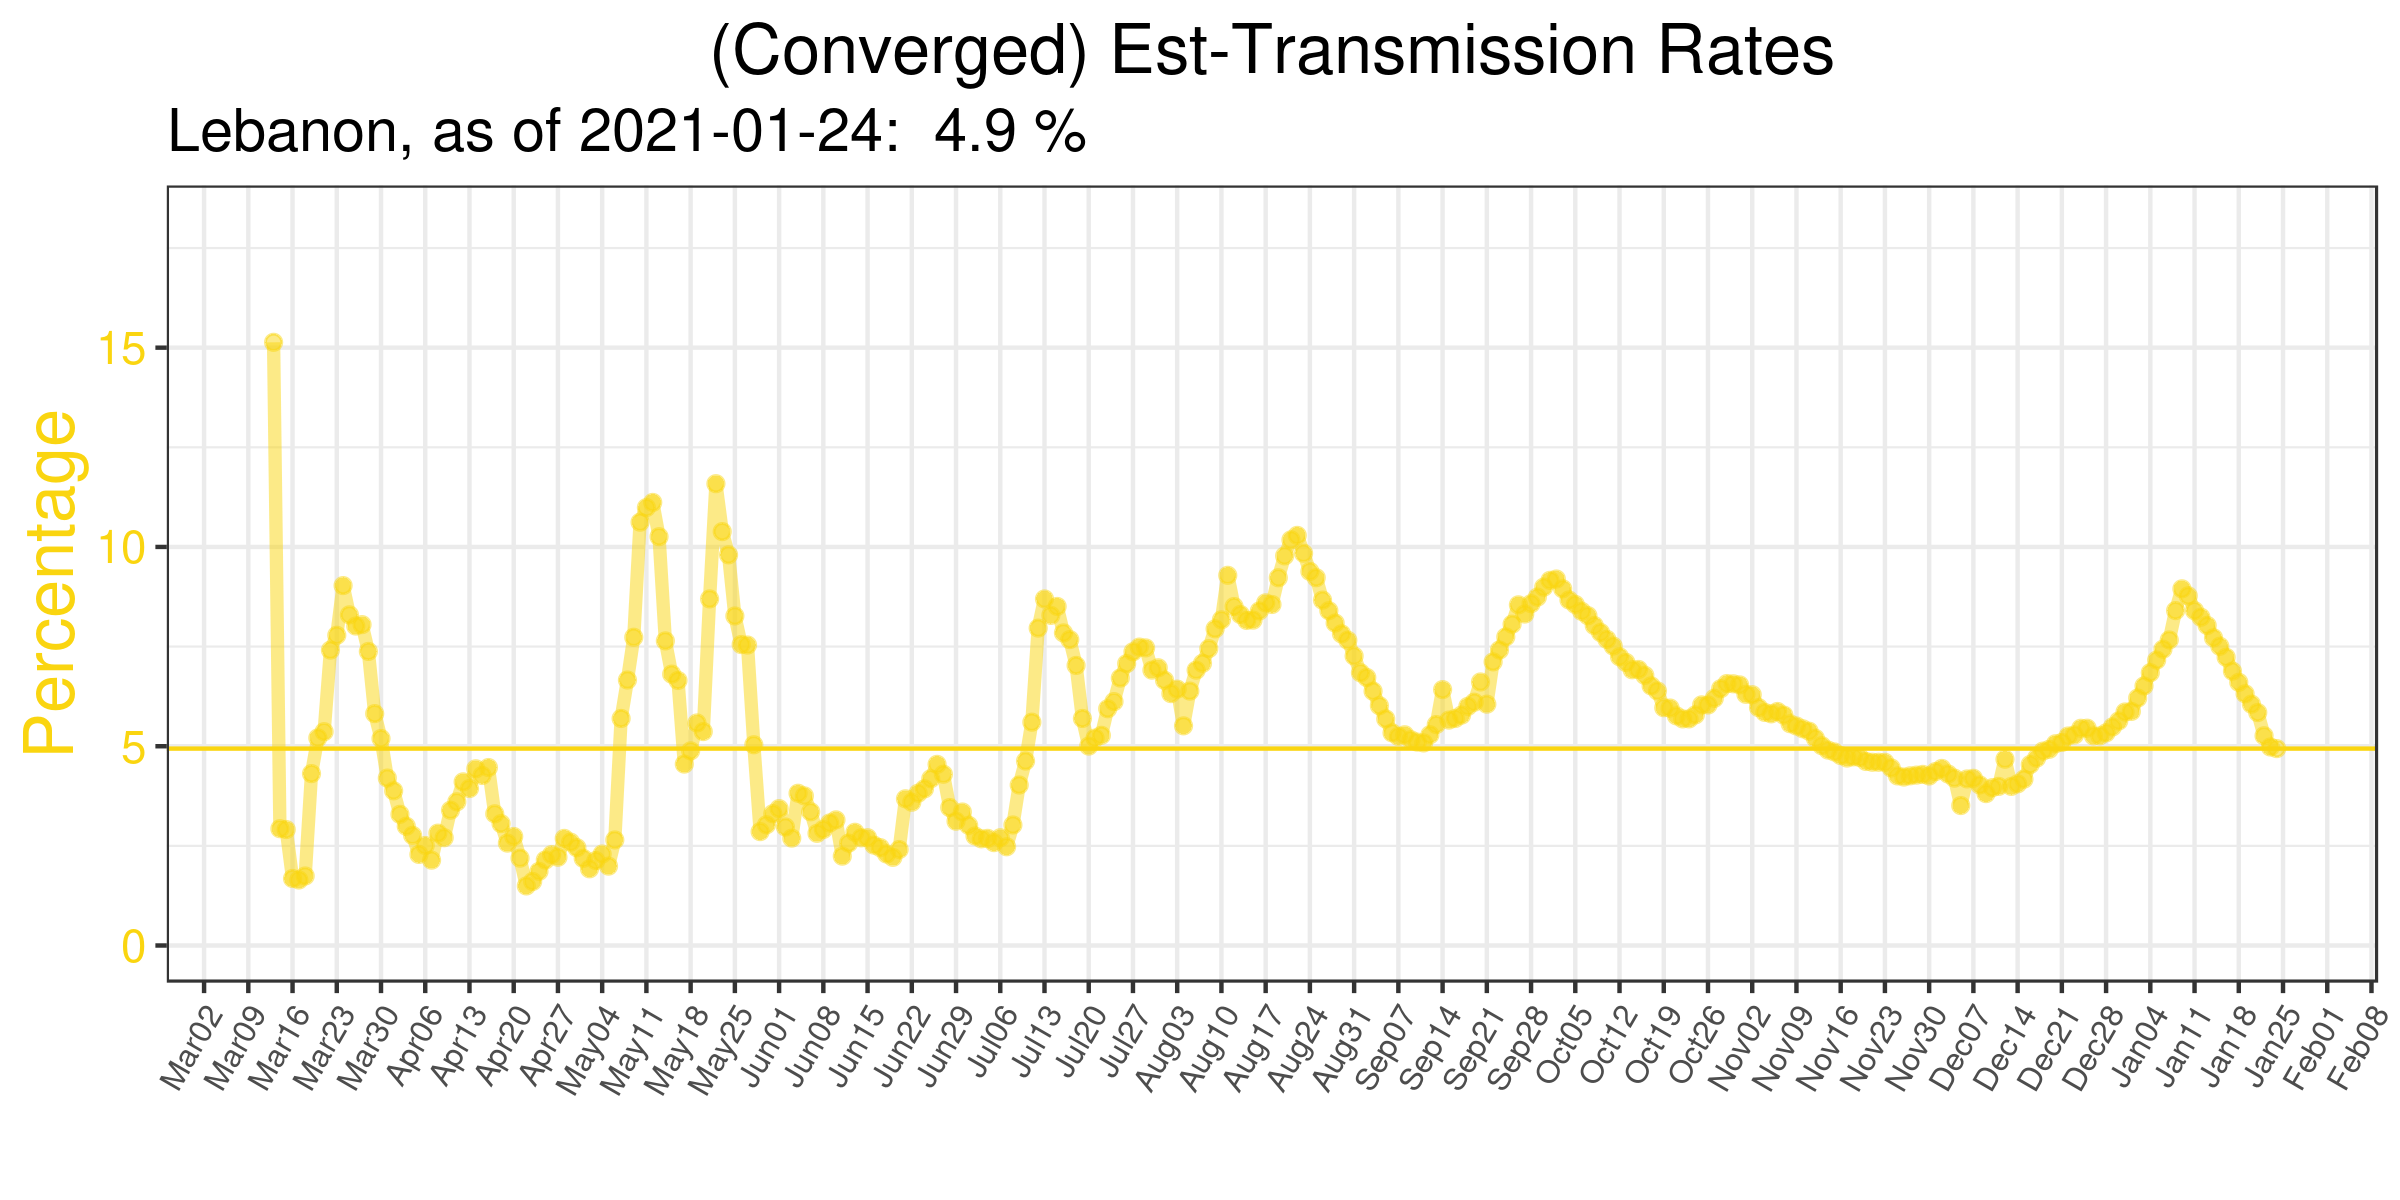 (Converged) Est-Transmission Rates
Lebanon, as of 2021-01-24:  4.9 %
Percentage
15
10
5
0
Mar02
Mar09
Mar16
Mar23
Mar30
Apr06
Apr13
Apr20
Apr27
May04
May11
May18
May25
Jun01
Jun08
Jun15
Jun22
Jun29
Jul06
Jul13
Jul20
Jul27
Aug03
Aug10
Aug17
Aug24
Aug31
Sep07
Sep14
Sep21
Sep28
Oct05
Oct12
Oct19
Oct26
Nov02
Nov09
Nov16
Nov23
Nov30
Dec07
Dec14
Dec21
Dec28
Jan04
Jan11
Jan18
Jan25
Feb01
Feb08